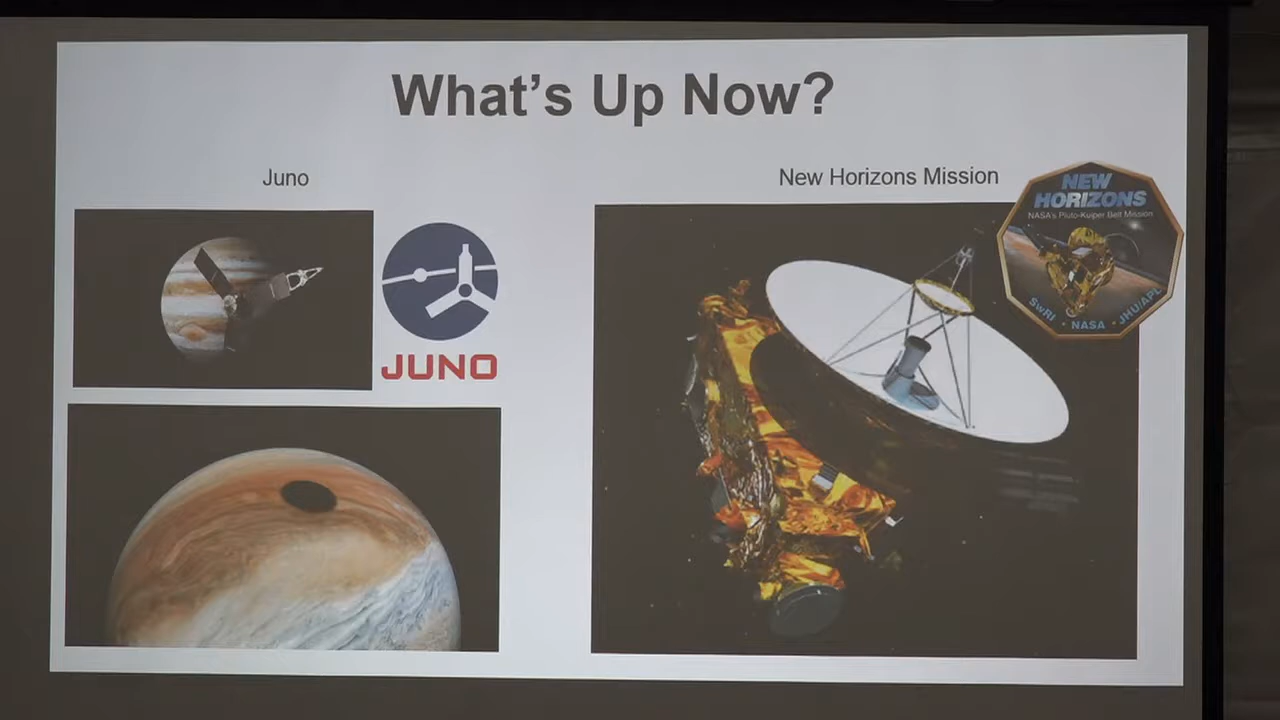 What's Up Now?
Juno
JUNO
New Horizons Mission
NEW
HORIZONS
NASA's Pluto-Kuiper Belt Mission
SwRI • NASA • JHU/APL